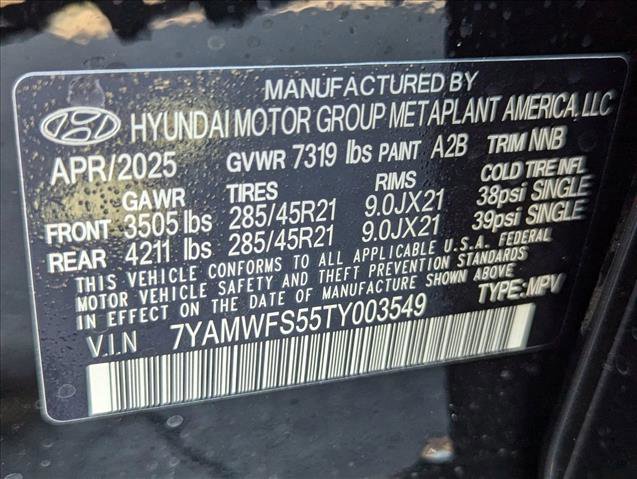 MANUFACTURED BY
HYUNDAI MOTOR GROUP METAPLANT AMERICA, LLC
APR/2025 GVWR 7319 lbs PAINT A2B TRIM NNB
GAWR TIRES RIMS COLD TIRE INFL
FRONT 3505 lbs 285/45R21 9.0JX21 38psi SINGLE
REAR 4211 lbs 285/45R21 9.0JX21 39psi SINGLE
THIS VEHICLE CONFORMS TO ALL APPLICABLE U.S.A. FEDERAL
MOTOR VEHICLE SAFETY AND THEFT PREVENTION STANDARDS
IN EFFECT ON THE DATE OF MANUFACTURE SHOWN ABOVE
V.I.N 7YAMWFS55TY003549 TYPE:MPV